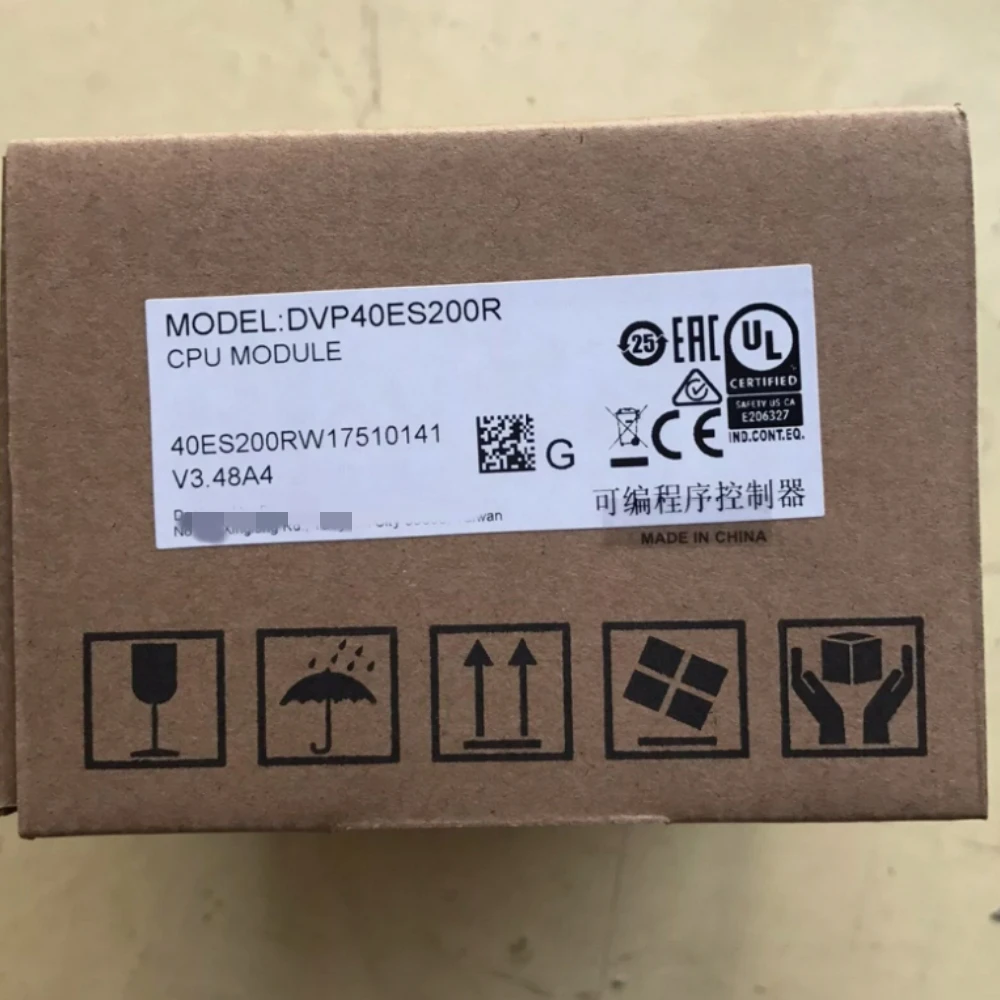 MODEL:DVP40ES200R
CPU MODULE
25
EAC
UL
CERTIFIED
SAFETY US CA
E206327
IND.CONT.EQ.
CE
40ES200RW17510141
G
V3.48A4
可编程序控制器
MADE IN CHINA